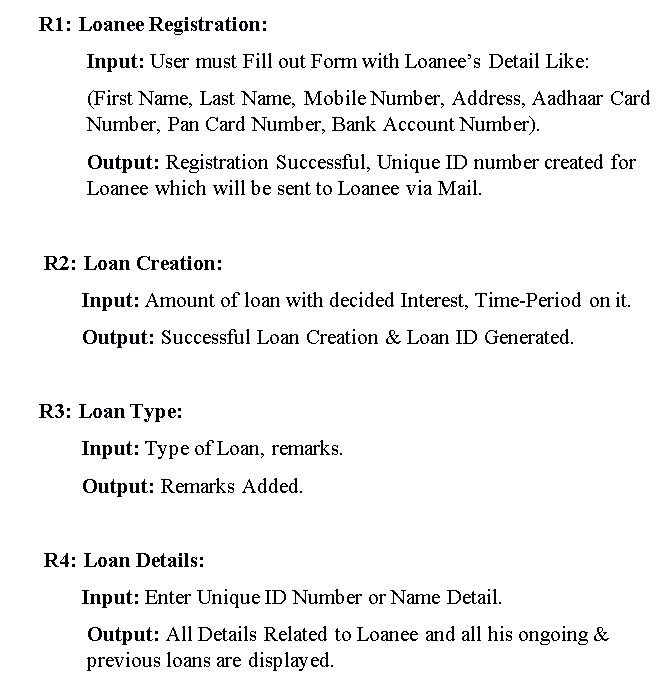 R1: Loanee Registration:
Input: User must Fill out Form with Loanee’s Detail Like:
(First Name, Last Name, Mobile Number, Address, Aadhaar Card
Number, Pan Card Number, Bank Account Number).
Output: Registration Successful, Unique ID number created for
Loanee which will be sent to Loanee via Mail.
R2: Loan Creation:
Input: Amount of loan with decided Interest, Time-Period on it.
Output: Successful Loan Creation & Loan ID Generated.
R3: Loan Type:
Input: Type of Loan, remarks.
Output: Remarks Added.
R4: Loan Details:
Input: Enter Unique ID Number or Name Detail.
Output: All Details Related to Loanee and all his ongoing &
previous loans are displayed.